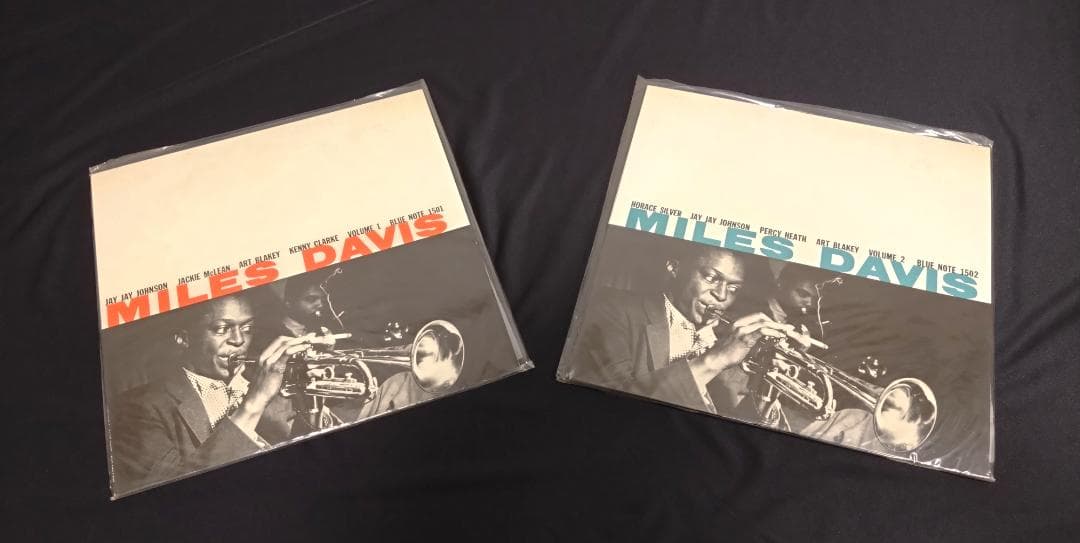 JAY JAY JOHNSON JACKIE McLEAN ART BLAKEY KENNY CLARKE VOLUME 1 BLUE NOTE 1501
MILES DAVIS
HORACE SILVER JAY JAY JOHNSON PERCY HEATH ART BLAKEY VOLUME 2 BLUE NOTE 1502
MILES DAVIS